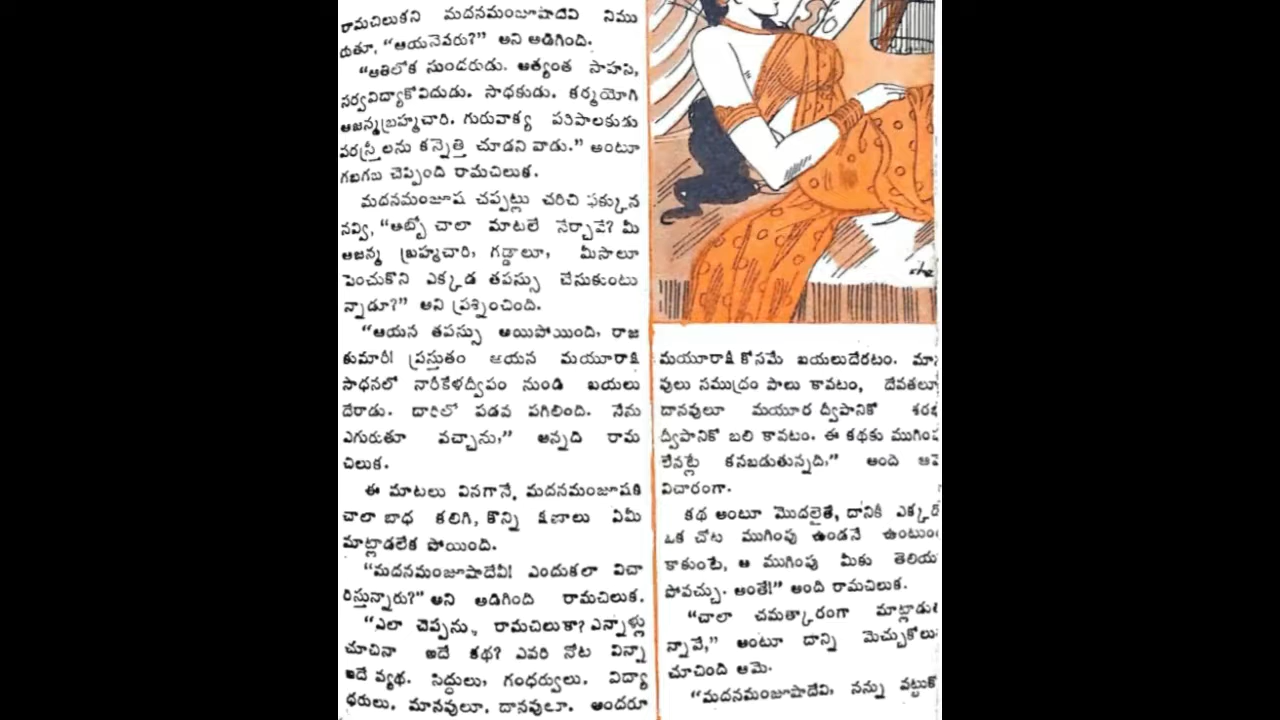 రామచిలుకని మదనమంజూషాదేవి నిము
రుతూ, “ఆయనెవరు?” అని అడిగింది.
“అతిలోక సుందరుడు. అత్యంత సాహసి,
సర్వవిద్యాకోవిదుడు. సాధకుడు. కర్మయోగి
ఆజన్మబ్రహ్మచారి. గురువాక్య పరిపాలకుడు
పరస్త్రీలను కన్నెత్తి చూడని వాడు.” అంటూ
గబగబ చెప్పింది రామచిలుక.
మదనమంజూష చప్పట్లు చరిచి ఫక్కున
నవ్వి, “అబ్బో చాలా మాటలే నేర్చావే? మీ
ఆజన్మ బ్రహ్మచారి, గడ్డాలూ, మీసాలూ
పెంచుకొని ఎక్కడ తపస్సు చేసుకుంటు
న్నాడూ?” అని ప్రశ్నించింది.
“ఆయన తపస్సు అయిపోయింది, రాజ
కుమారీ! ప్రస్తుతం ఆయన మయూరాక్షి
సాధనలో నారికేళద్వీపం నుండి బయలు
దేరాడు. దారిలో పడవ పగిలింది. నేను
ఎగురుతూ వచ్చాను,” అన్నది రామ
చిలుక.
ఈ మాటలు వినగానే, మదనమంజూషకి
చాలా బాధ కలిగి, కొన్ని క్షణాలు ఏమీ
మాట్లాడలేక పోయింది.
“మదనమంజూషాదేవీ! ఎందుకలా విచా
రిస్తున్నారు?” అని అడిగింది రామచిలుక.
“ఎలా చెప్పను, రామచిలుకా? ఎన్నాళ్లు
చూచినా అదే కథ? ఎవరి నోట విన్నా
ఇదే వ్యథ. సిద్ధులు, గంధర్వులు. విద్యా
ధరులు, మానవులూ, దానవులూ. అందరూ
మయూరాక్షి కోసమే బయలుదేరటం. మా
వులు సముద్రం పాలు కావటం, దేవతలూ
దానవులూ మయూర ద్వీపానికో శరభ
ద్వీపానికో బలి కావటం. ఈ కథకు ముగింప
లేనట్లే కనబడుతున్నది,” అంది ఆమె
విచారంగా.
కథ అంటూ మొదలైతే, దానికి ఎక్కడో
ఒక చోట ముగింపు ఉండనే ఉంటుం
కాకుంటే, ఆ ముగింపు మీకు తెలియ
పోవచ్చు. అంతే!” అంది రామచిలుక.
“చాలా చమత్కారంగా మాట్లాడు
న్నావే,” అంటూ దాన్ని మెచ్చుకోలు
చూచింది ఆమె.
“మదనమంజూషాదేవి, నన్ను పట్టుకో